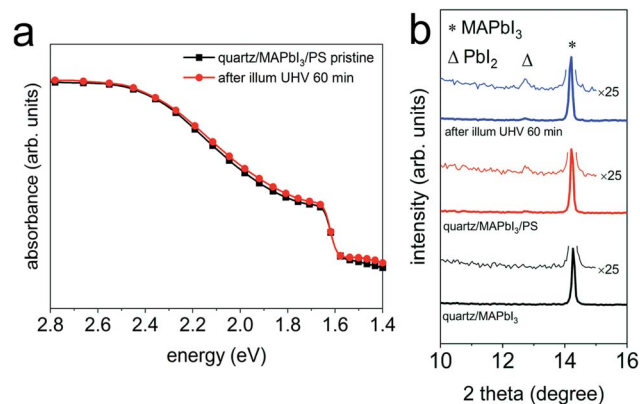 a
quartz/MAPbI₃/PS pristine
after illum UHV 60 min
absorbance (arb. units)
2.8 2.6 2.4 2.2 2.0 1.8 1.6 1.4
energy (eV)
b
* MAPbI₃
Δ PbI₂
Δ
*
×25
after illum UHV 60 min
×25
quartz/MAPbI₃/PS
×25
quartz/MAPbI₃
intensity (arb. units)
10 12 14 16
2 theta (degree)